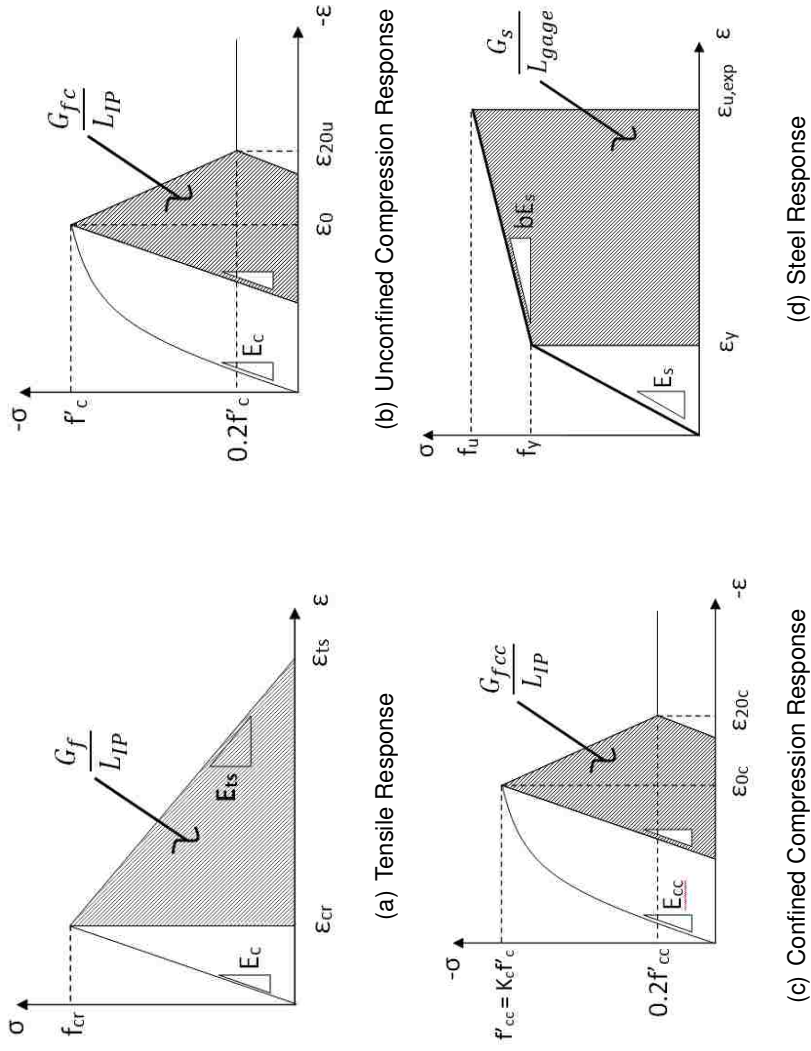 σ
f_cr
E_c
E_ts
G_f
L_IP
ε_cr
ε_ts
ε
(a) Tensile Response
-σ
f'_c
0.2f'_c
E_c
G_fc
L_IP
ε_0
ε_20u
-ε
(b) Unconfined Compression Response
-σ
f'_cc = K_c f'_c
0.2f'_cc
E_cc
G_fcc
L_IP
ε_0c
ε_20c
-ε
(c) Confined Compression Response
σ
f_u
f_y
E_s
bE_s
G_s
L_gage
ε_y
ε_u,exp
ε
(d) Steel Response